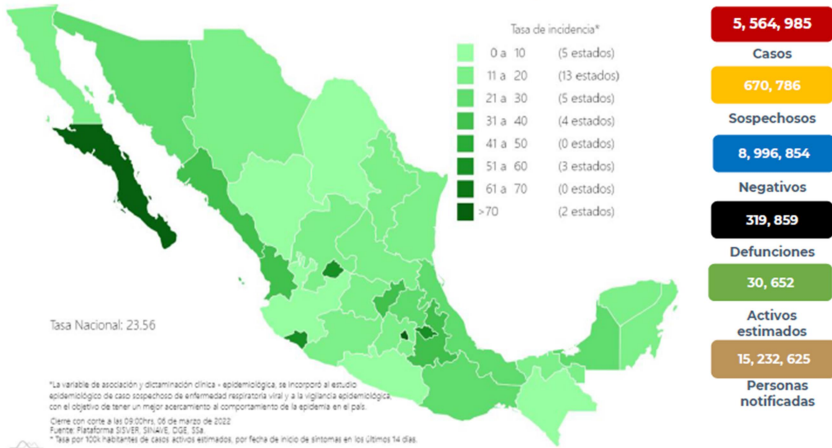 Tasa de incidencia*
0 a 10 (5 estados)
11 a 20 (13 estados)
21 a 30 (5 estados)
31 a 40 (4 estados)
41 a 50 (0 estados)
51 a 60 (3 estados)
61 a 70 (0 estados)
>70 (2 estados)
Tasa Nacional: 23.56
*La variable de asociación y dictaminación clínica - epidemiológica, se incorporó al estudio
epidemiológico de caso sospechoso de enfermedad respiratoria viral y a la vigilancia epidemiológica,
con el objetivo de tener un mejor acercamiento al comportamiento de la epidemia en el país.
Cierre con corte a las 09:00hrs, 06 de marzo de 2022
Fuente: Plataforma SISVER, SINAVE, DGE, SSa.
* Tasa por 100k habitantes de casos activos estimados, por fecha de inicio de síntomas en los últimos 14 días.
5, 564, 985
Casos
670, 786
Sospechosos
8, 996, 854
Negativos
319, 859
Defunciones
30, 652
Activos
estimados
15, 232, 625
Personas
notificadas